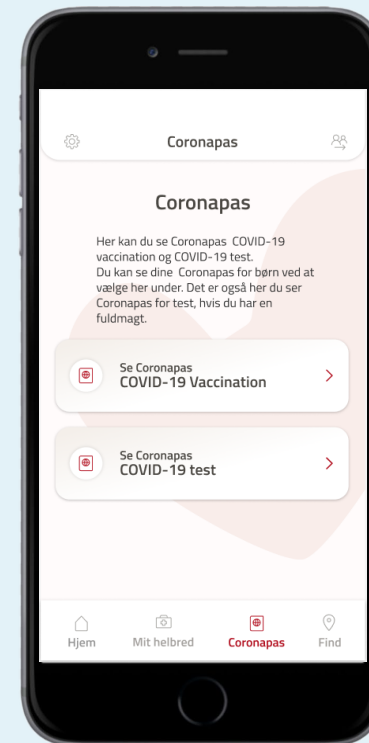 Coronapas
Coronapas
Her kan du se Coronapas COVID-19
vaccination og COVID-19 test.
Du kan se dine Coronapas for børn ved at
vælge her under. Det er også her du ser
Coronapas for test, hvis du har en
fuldmagt.
Se Coronapas
COVID-19 Vaccination
Se Coronapas
COVID-19 test
Hjem
Mit helbred
Coronapas
Find